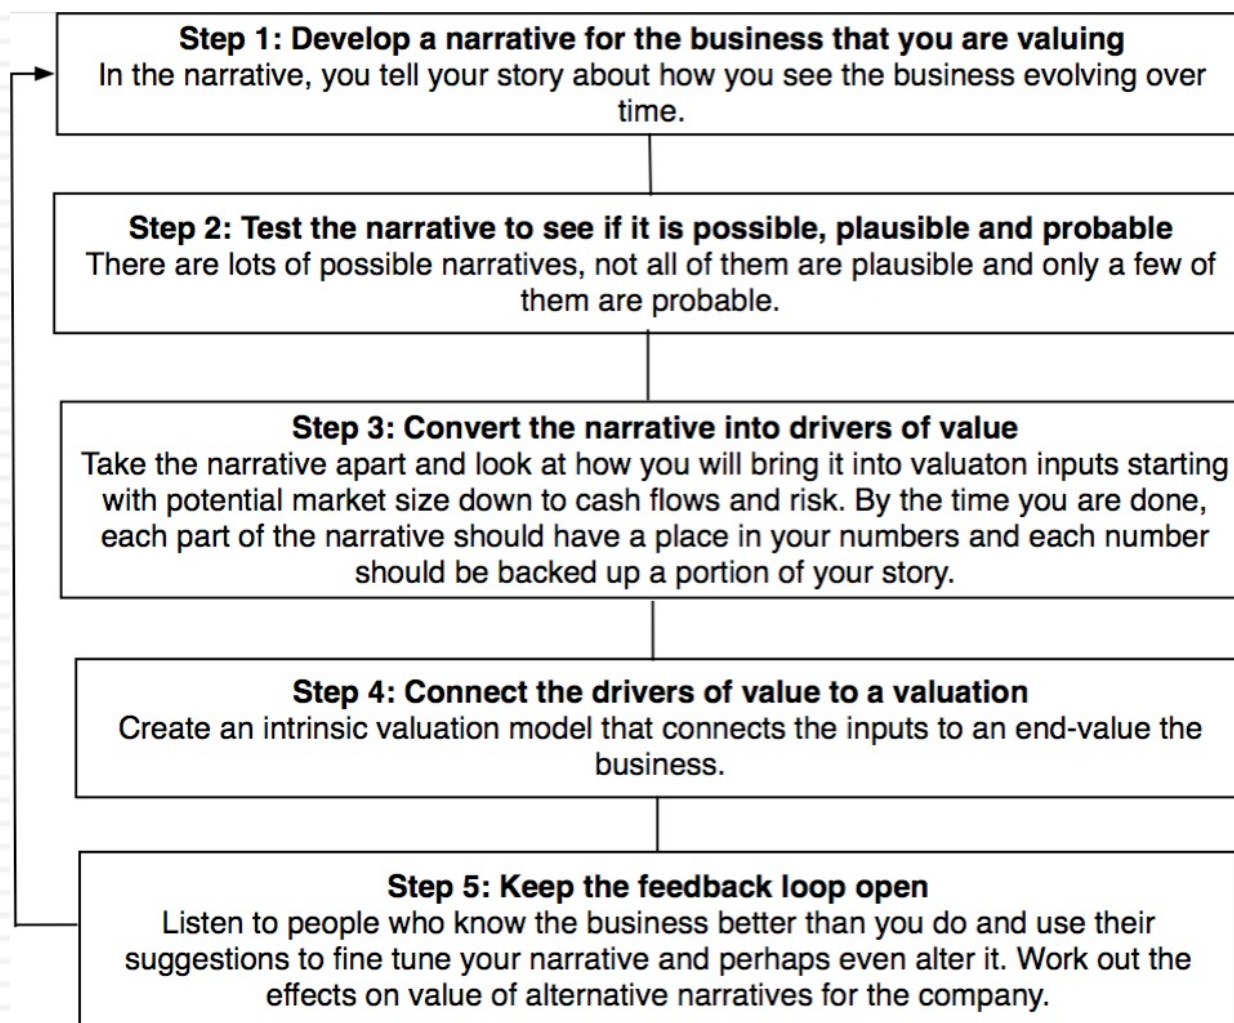 Step 1: Develop a narrative for the business that you are valuing
In the narrative, you tell your story about how you see the business evolving over
time.
Step 2: Test the narrative to see if it is possible, plausible and probable
There are lots of possible narratives, not all of them are plausible and only a few of
them are probable.
Step 3: Convert the narrative into drivers of value
Take the narrative apart and look at how you will bring it into valuaton inputs starting
with potential market size down to cash flows and risk. By the time you are done,
each part of the narrative should have a place in your numbers and each number
should be backed up a portion of your story.
Step 4: Connect the drivers of value to a valuation
Create an intrinsic valuation model that connects the inputs to an end-value the
business.
Step 5: Keep the feedback loop open
Listen to people who know the business better than you do and use their
suggestions to fine tune your narrative and perhaps even alter it. Work out the
effects on value of alternative narratives for the company.